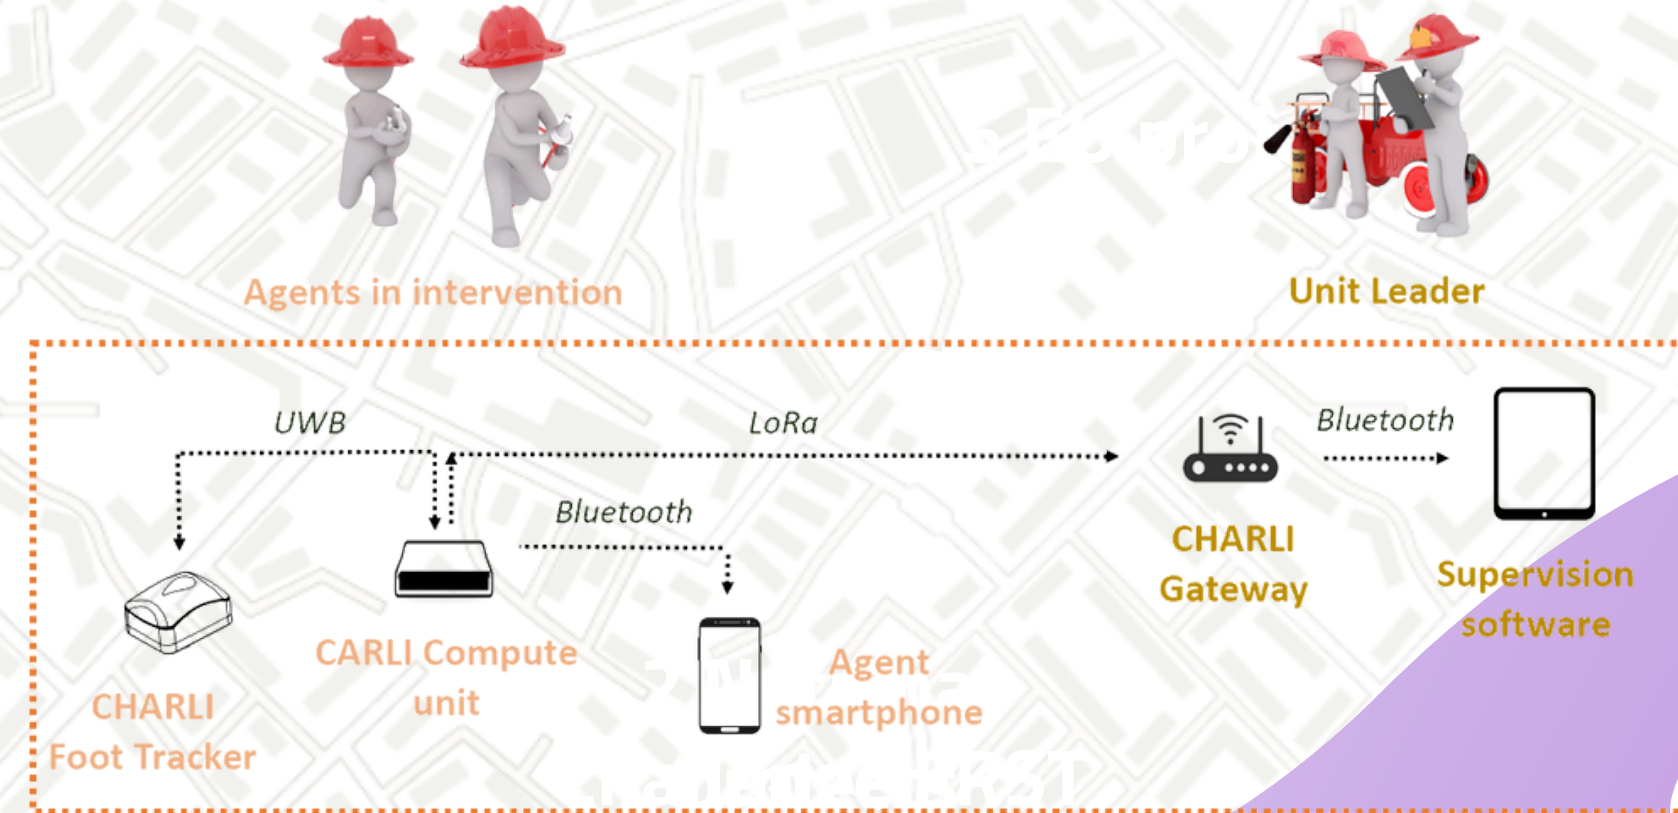 Agents in intervention
Unit Leader
UWB
LoRa
Bluetooth
Bluetooth
CHARLI
Gateway
Supervision
software
CARLI Compute
unit
Agent
smartphone
CHARLI
Foot Tracker